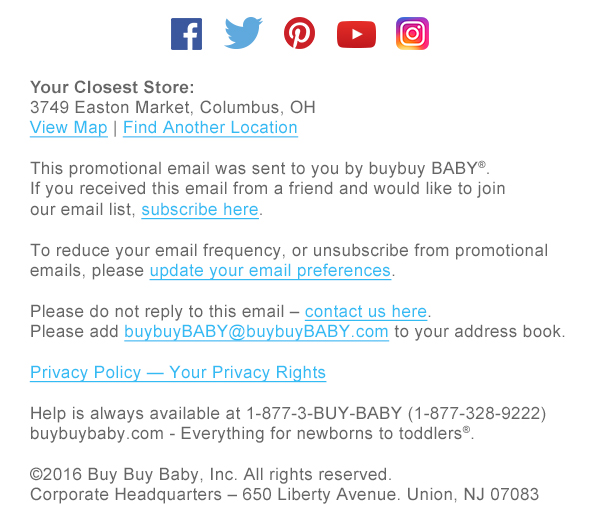 Your Closest Store:
3749 Easton Market, Columbus, OH
View Map | Find Another Location
This promotional email was sent to you by buybuy BABY®.
If you received this email from a friend and would like to join
our email list, subscribe here.
To reduce your email frequency, or unsubscribe from promotional
emails, please update your email preferences.
Please do not reply to this email – contact us here.
Please add buybuyBABY@buybuyBABY.com to your address book.
Privacy Policy — Your Privacy Rights
Help is always available at 1-877-3-BUY-BABY (1-877-328-9222)
buybuybaby.com - Everything for newborns to toddlers®.
©2016 Buy Buy Baby, Inc. All rights reserved.
Corporate Headquarters – 650 Liberty Avenue. Union, NJ 07083